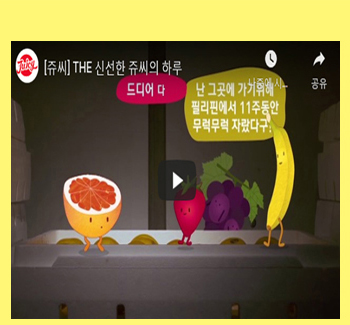 Juicy
[쥬씨] THE 신선한 쥬씨의 하루
공유
드디어 다
난 그곳에 가기위해
필리핀에서 11주동안
무럭무럭 자랐다구!